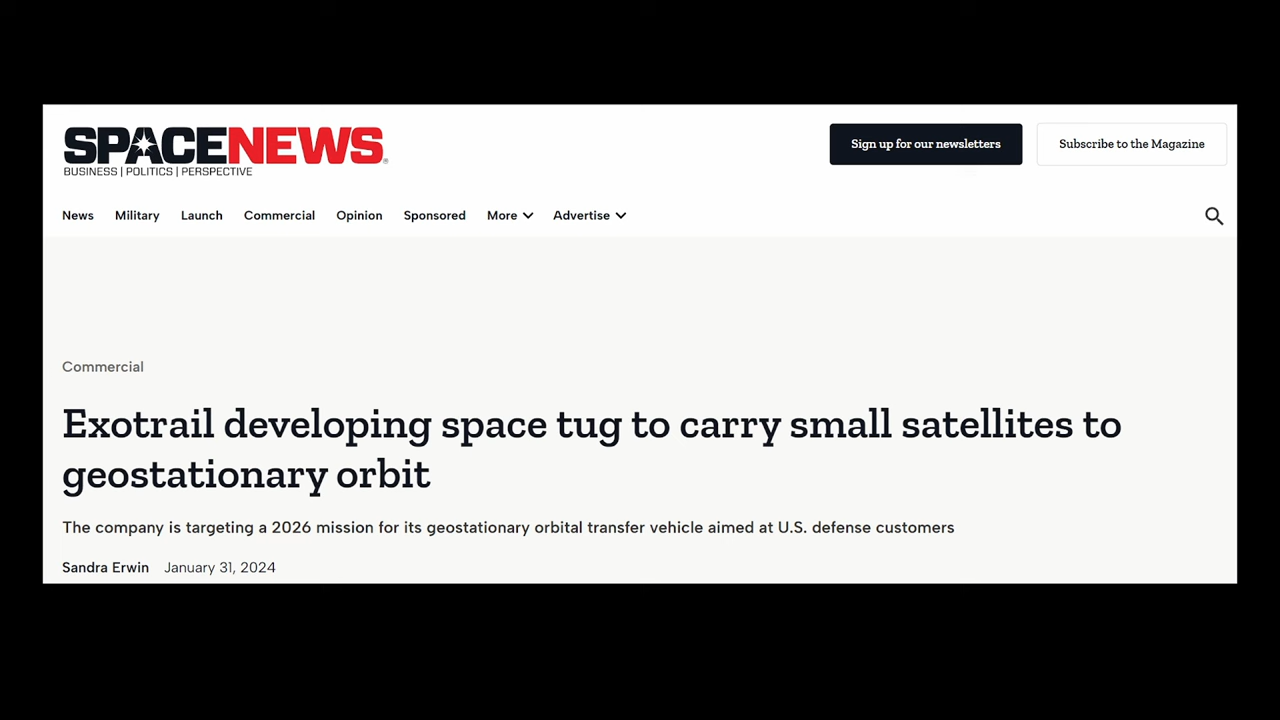 SPACENEWS®
BUSINESS | POLITICS | PERSPECTIVE
Sign up for our newsletters
Subscribe to the Magazine
News Military Launch Commercial Opinion Sponsored More Advertise
Commercial
Exotrail developing space tug to carry small satellites to
geostationary orbit
The company is targeting a 2026 mission for its geostationary orbital transfer vehicle aimed at U.S. defense customers
Sandra Erwin January 31, 2024